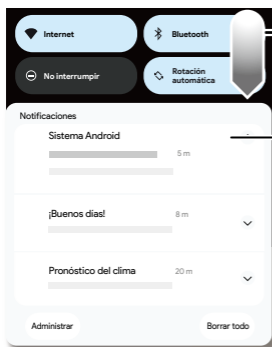 Internet
Bluetooth
No interrumpir
Rotación
automática
Notificaciones
Sistema Android
5 m
¡Buenos días!
8 m
Pronóstico del clima
20 m
Administrar
Borrar todo